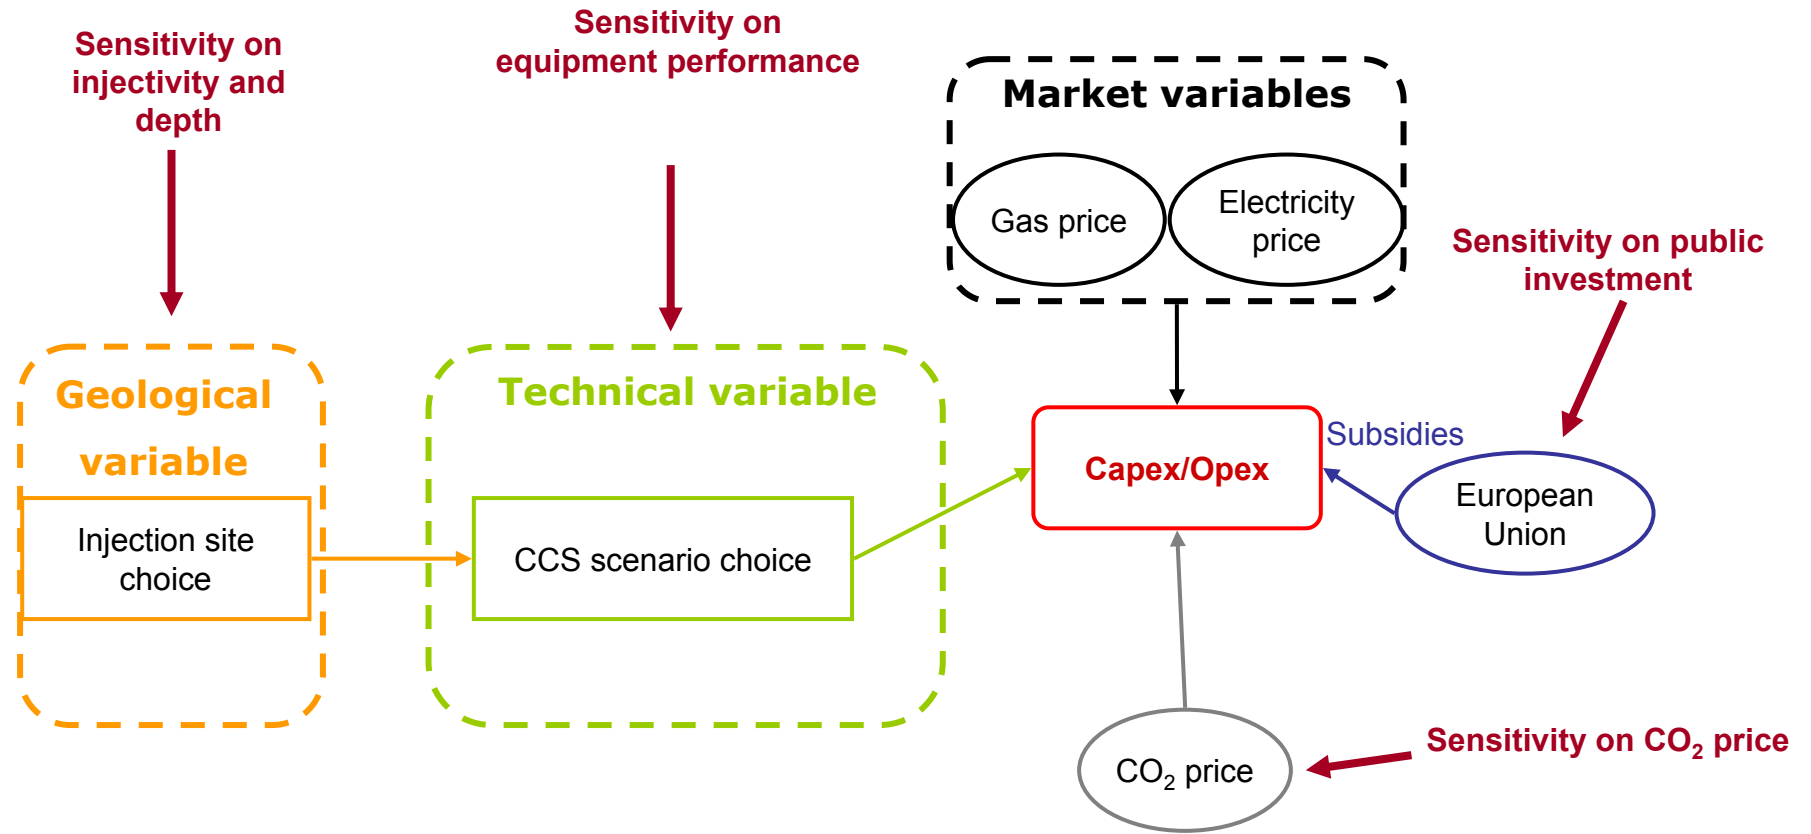 Sensitivity on
injectivity and
depth
Sensitivity on
equipment performance
Market variables
Gas price
Electricity
price
Sensitivity on public
investment
Geological
variable
Technical variable
Subsidies
Capex/Opex
European
Union
Injection site
choice
CCS scenario choice
CO₂ price
Sensitivity on CO₂ price